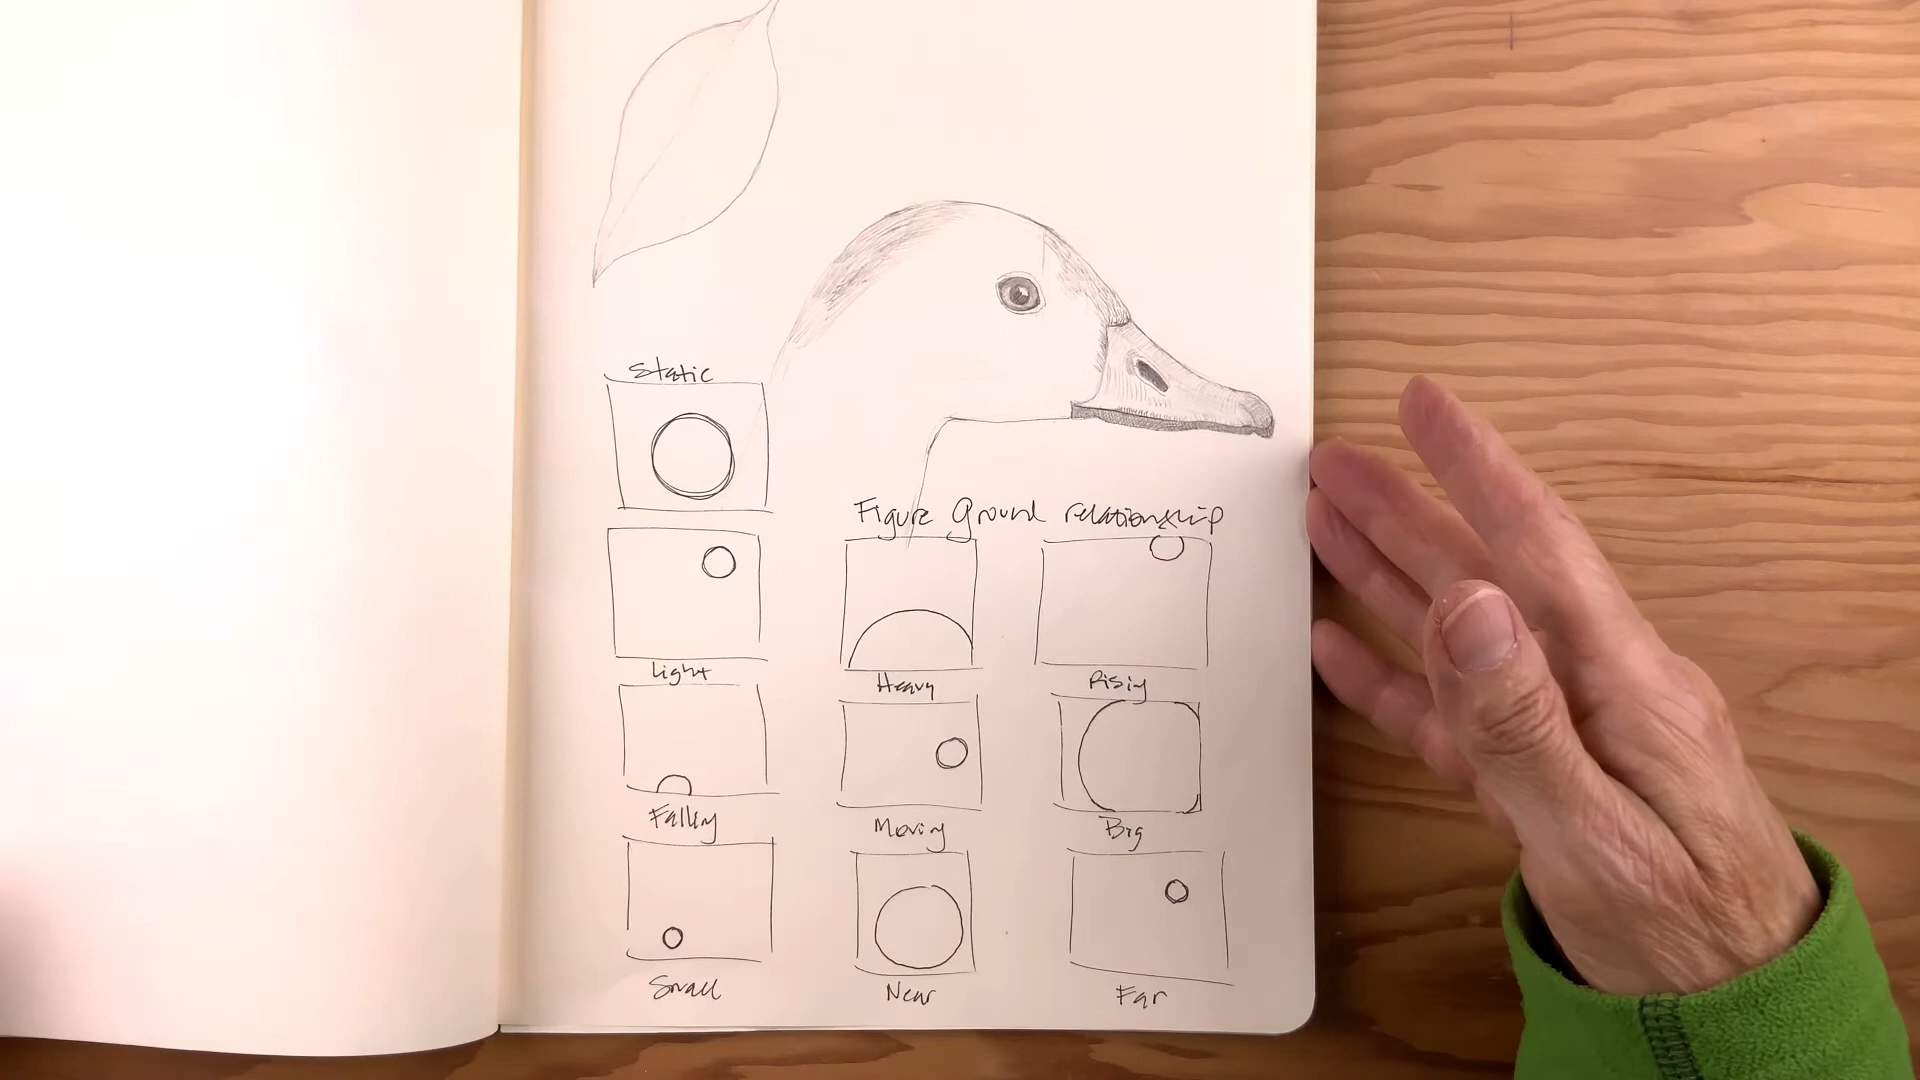 Static
Figure Ground relationship
Light
Heavy
Rising
Falling
Moving
Big
Small
Near
Far